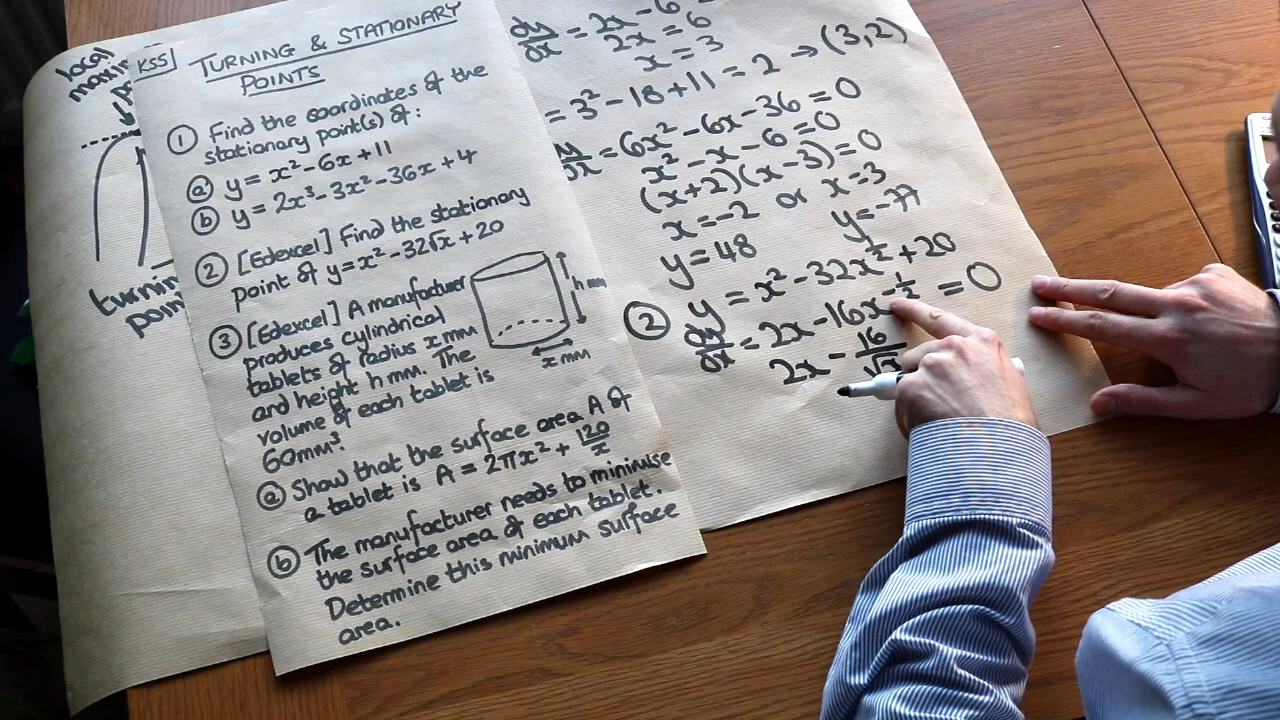 local
turning
KS5
TURNING & STATIONARY
POINTS
① Find the coordinates of the
stationary point(s) of:
ⓐ y = x² - 6x + 11
ⓑ y = 2x³ - 3x² - 36x + 4
② [Edexcel] Find the stationary
point of y = x² - 32√x + 20
③ [Edexcel] A manufacturer
produces cylindrical
tablets of radius x mm
and height h mm. The
volume of each tablet is
60mm³.
h mm
x mm
ⓐ Show that the surface area A of
a tablet is A = 2πx² + 120/x
ⓑ The manufacturer needs to minimise
the surface area of each tablet.
Determine this minimum surface
area.
dy/dx = 2x - 6
2x = 6
x = 3
= 3² - 18 + 11 = 2 → (3,2)
dy/dx = 6x² - 6x - 36 = 0
x² - x - 6 = 0
(x+2)(x-3) = 0
x = -2 or x = 3
y = 48 y = -77
② y = x² - 32x^½ + 20
dy/dx = 2x - 16x^-½ = 0
2x - 16/√x